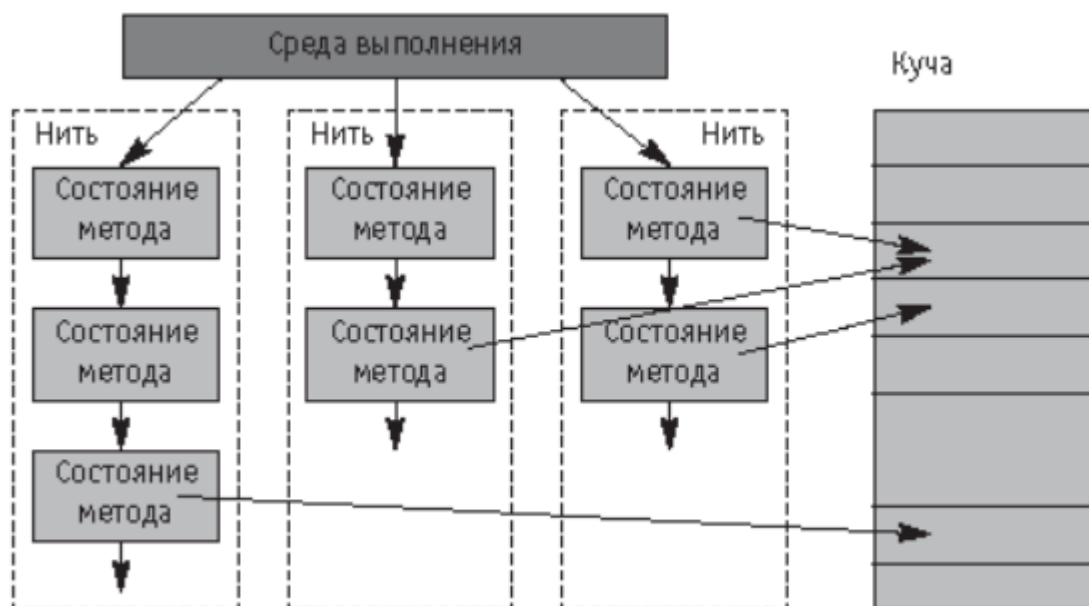 Среда выполнения
Куча
Нить
Нить
Нить
Состояние
метода
Состояние
метода
Состояние
метода
Состояние
метода
Состояние
метода
Состояние
метода
Состояние
метода